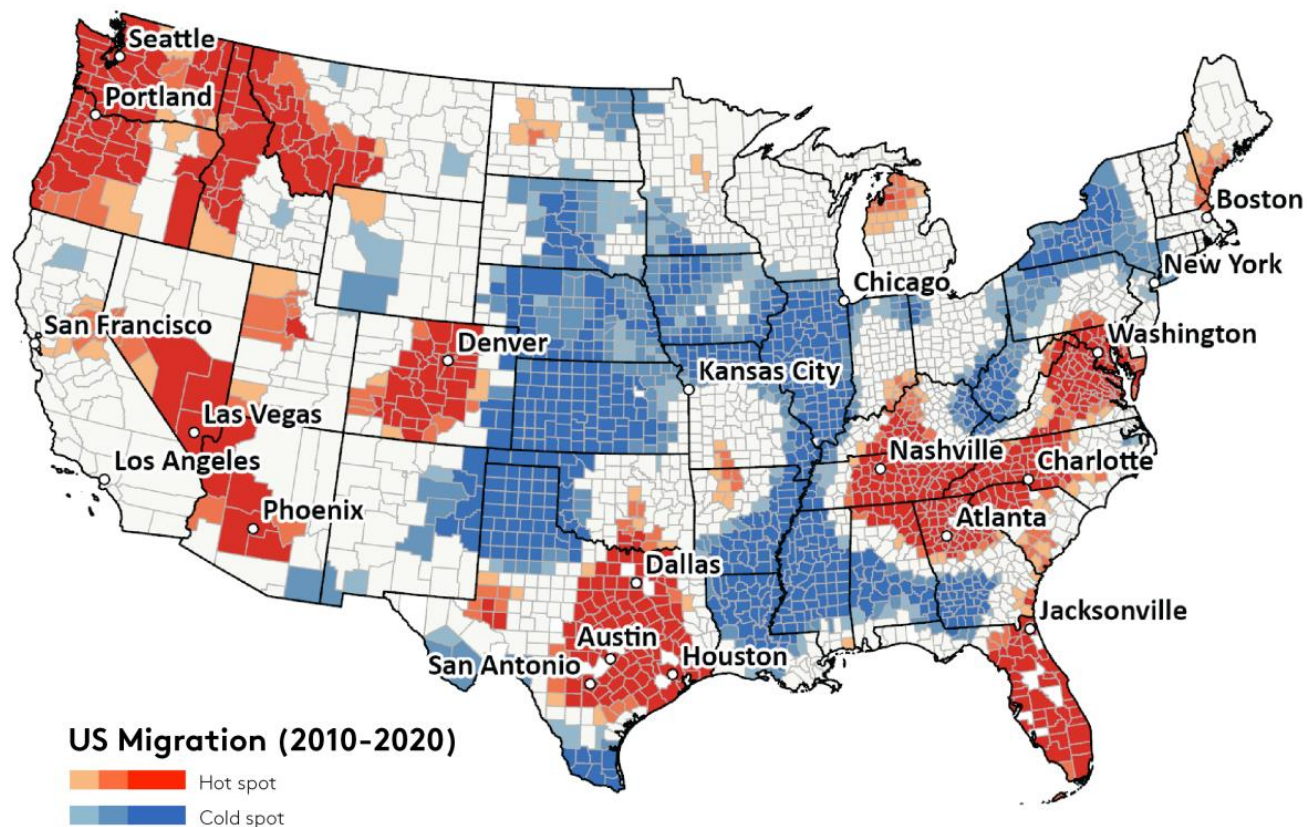 Seattle
Portland
Boston
New York
Chicago
San Francisco
Washington
Denver
Kansas City
Las Vegas
Nashville
Los Angeles
Charlotte
Phoenix
Atlanta
Dallas
Jacksonville
Austin
San Antonio
Houston
US Migration (2010-2020)
Hot spot
Cold spot